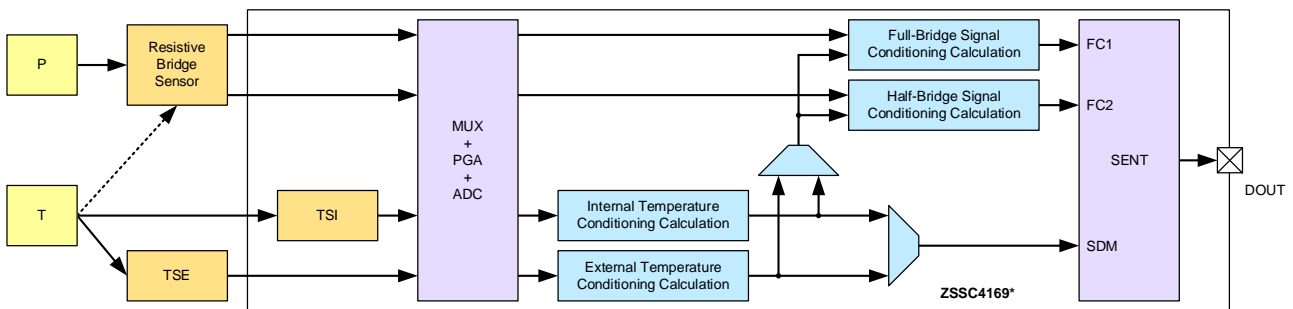 P
Resistive
Bridge
Sensor
T
TSI
TSE
MUX
+
PGA
+
ADC
Full-Bridge Signal
Conditioning Calculation
Half-Bridge Signal
Conditioning Calculation
Internal Temperature
Conditioning Calculation
External Temperature
Conditioning Calculation
FC1
FC2
SENT
SDM
DOUT
ZSSC4169*